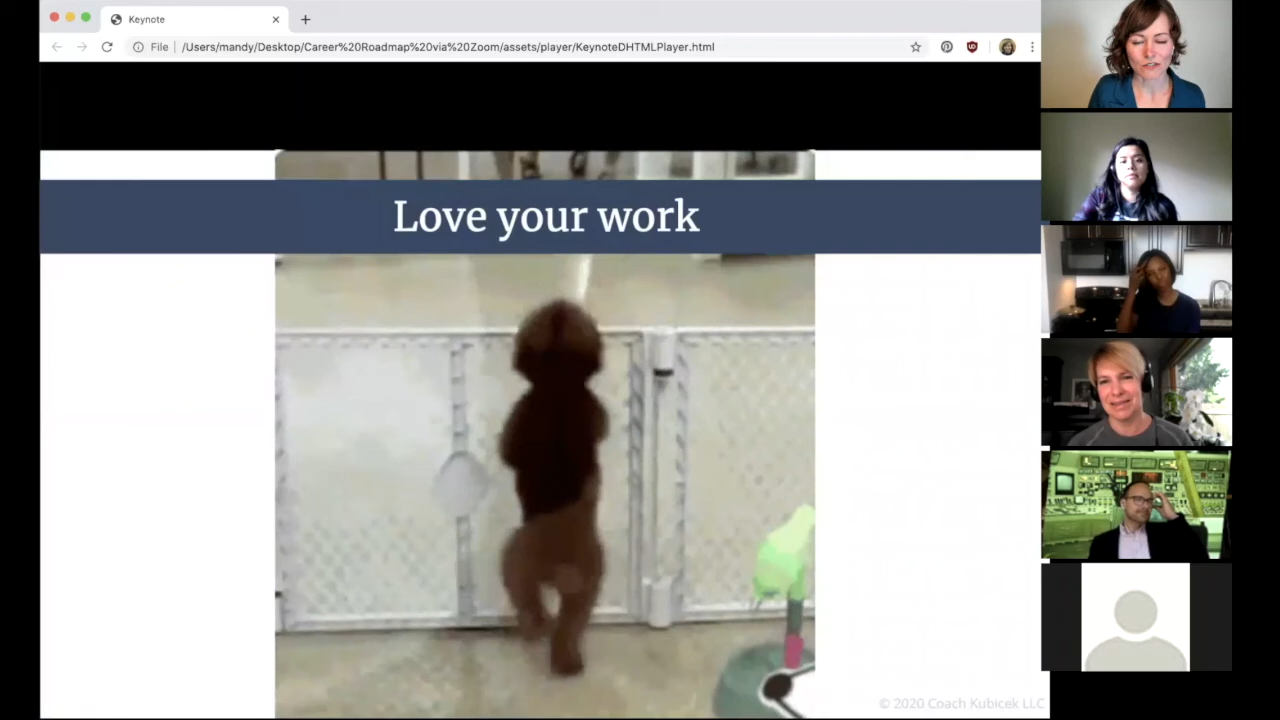 Keynote
File
/Users/mandy/Desktop/Career%20Roadmap%20via%20Zoom/assets/player/KeynoteDHTMLPlayer.html
Love your work
© 2020 Coach Kubicek LLC